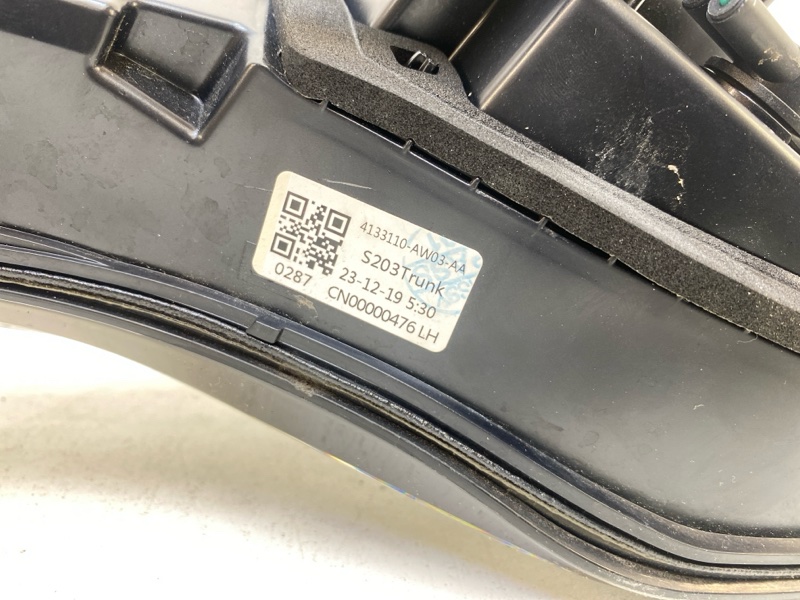 4133110-AW03-AA
S203Trunk
23-12-19 5:30
0287 CN00000476 LH